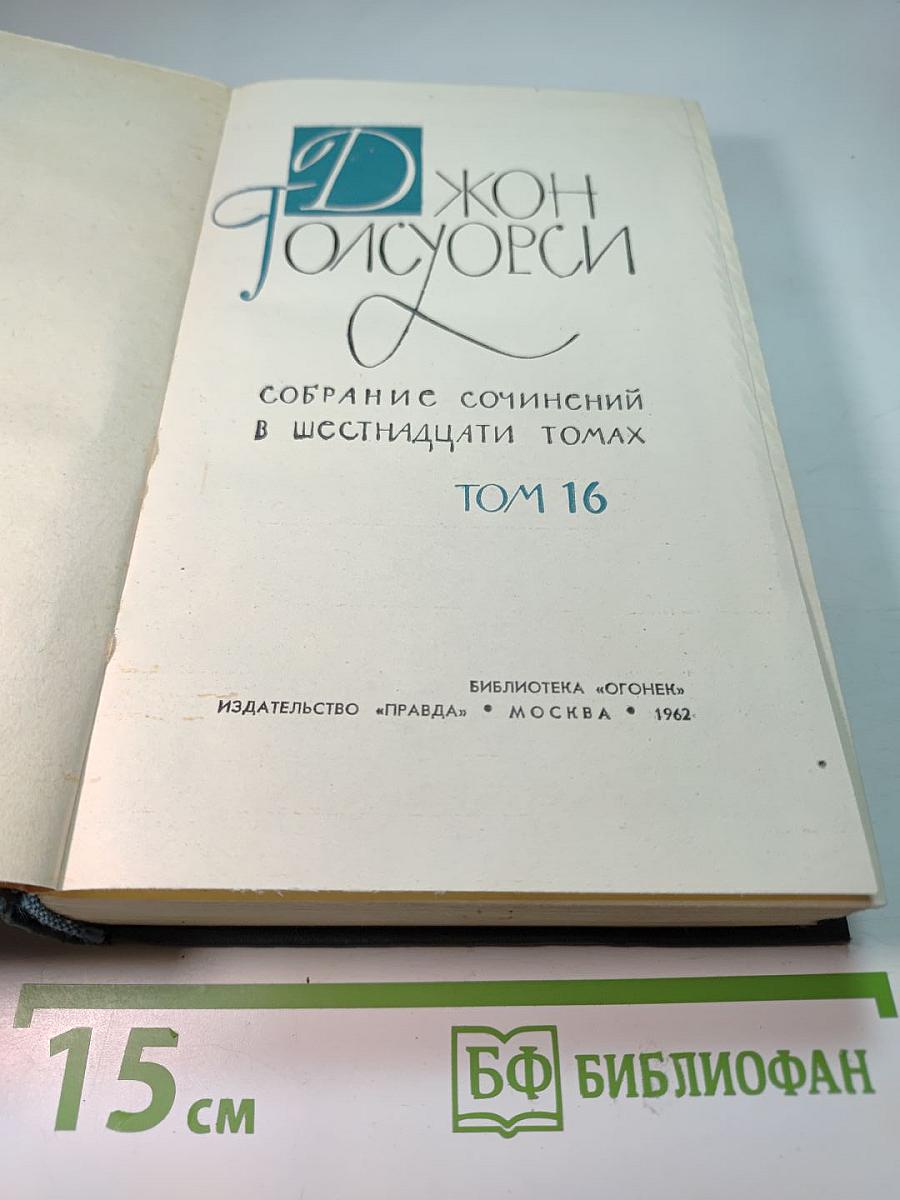 ДЖОН
ГОЛСУОРСИ
СОБРАНИЕ СОЧИНЕНИЙ
В ШЕСТНАДЦАТИ ТОМАХ
ТОМ 16
БИБЛИОТЕКА «ОГОНЕК»
ИЗДАТЕЛЬСТВО «ПРАВДА» • МОСКВА • 1962
15 см
БФ БИБЛИОФАН